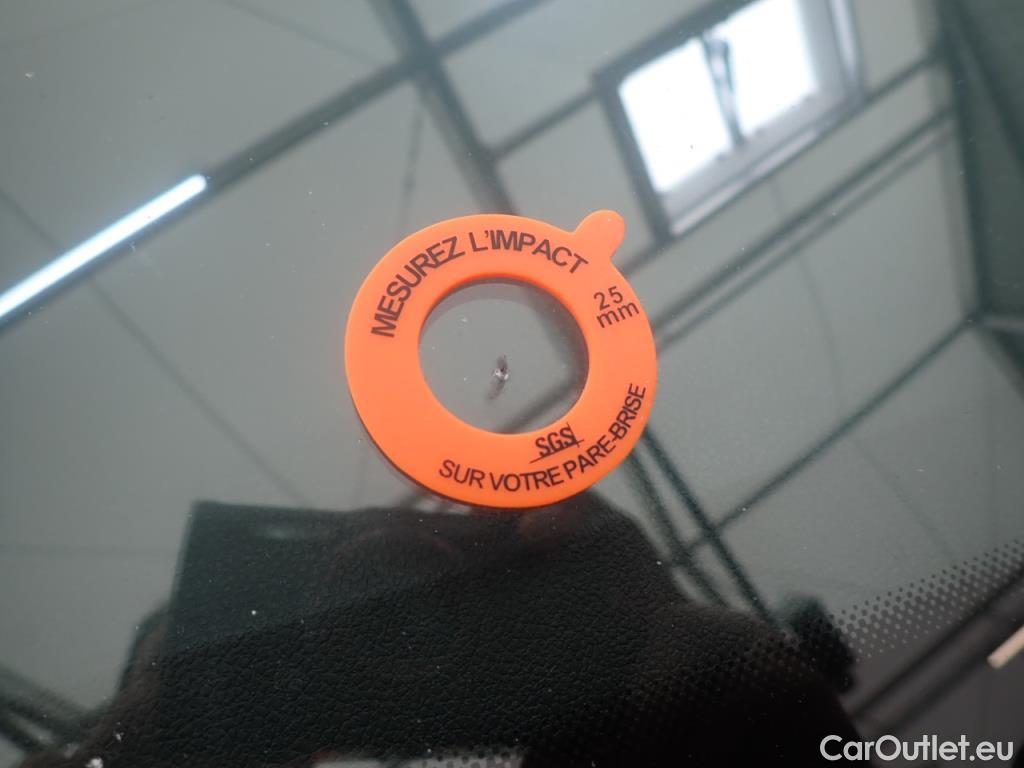 MESUREZ L'IMPACT
25
mm
SGS
SUR VOTRE PARE-BRISE
CarOutlet.eu